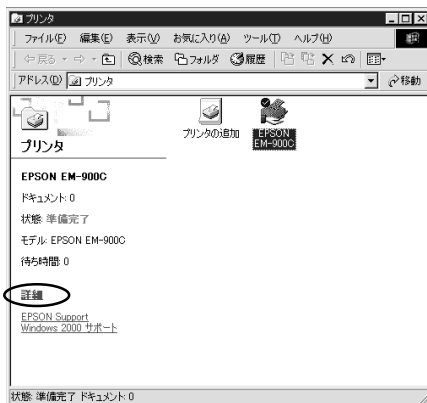 プリンタ
ファイル(F) 編集(E) 表示(V) お気に入り(A) ツール(T) ヘルプ(H)
戻る 検索 フォルダ 履歴
アドレス(D) プリンタ 移動
プリンタ
プリンタの追加
EPSON
EM-900C
EPSON EM-900C
ドキュメント: 0
状態: 準備完了
モデル: EPSON EM-900C
待ち時間: 0
詳細
EPSON Support
Windows 2000 サポート
状態: 準備完了 ドキュメント: 0